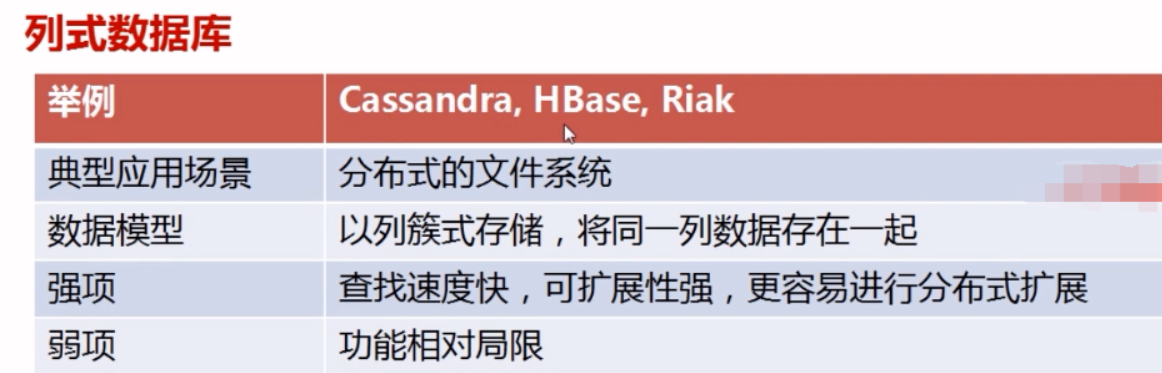 列式数据库
举例 Cassandra, HBase, Riak
典型应用场景 分布式的文件系统
数据模型 以列簇式存储，将同一列数据存在一起
强项 查找速度快，可扩展性强，更容易进行分布式扩展
弱项 功能相对局限